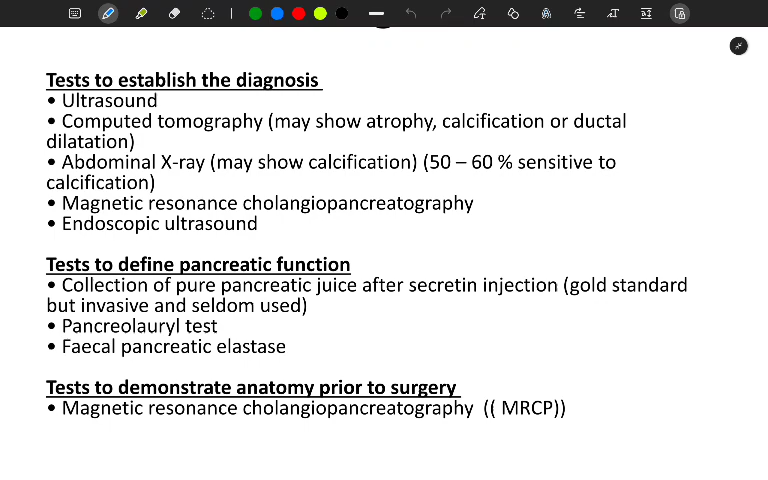 Tests to establish the diagnosis
• Ultrasound
• Computed tomography (may show atrophy, calcification or ductal
dilatation)
• Abdominal X-ray (may show calcification) (50 – 60 % sensitive to
calcification)
• Magnetic resonance cholangiopancreatography
• Endoscopic ultrasound
Tests to define pancreatic function
• Collection of pure pancreatic juice after secretin injection (gold standard
but invasive and seldom used)
• Pancreolauryl test
• Faecal pancreatic elastase
Tests to demonstrate anatomy prior to surgery
• Magnetic resonance cholangiopancreatography (( MRCP))